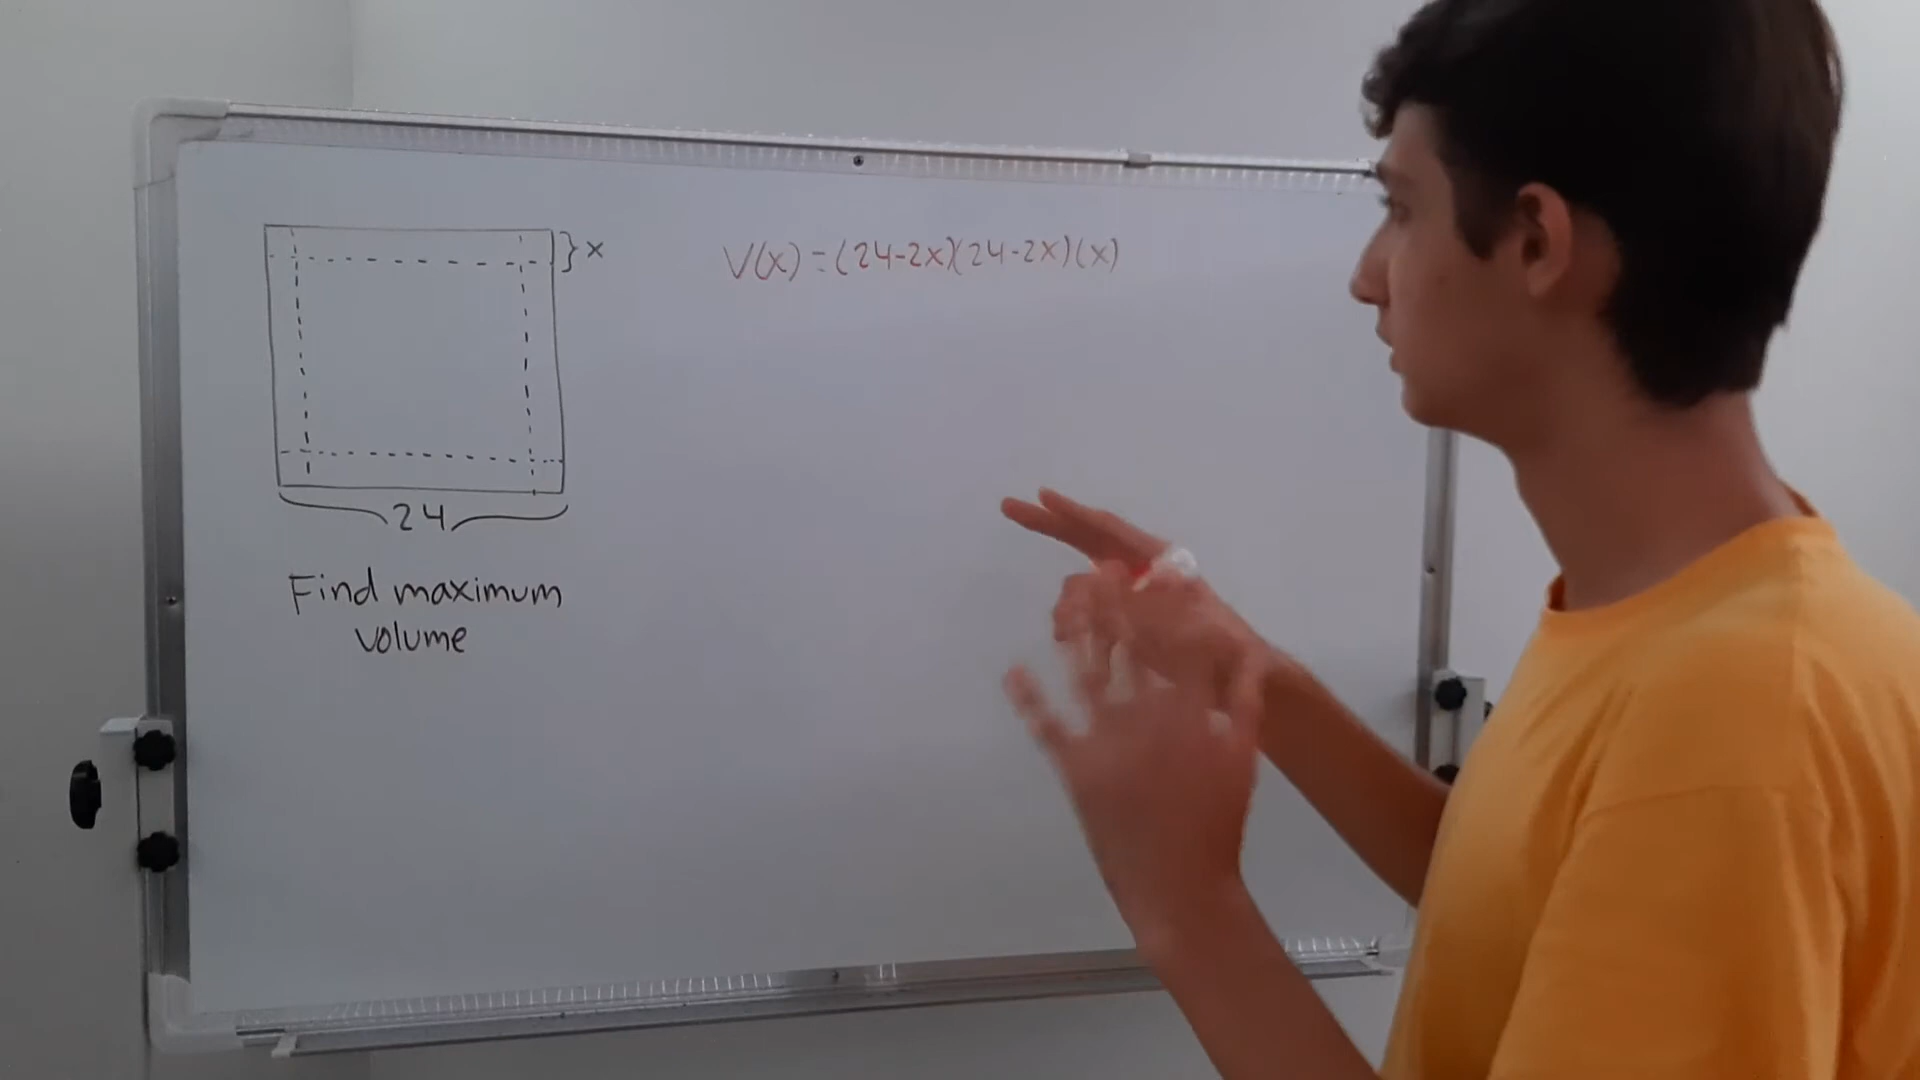 x
V(x) = (24-2x)(24-2x)(x)
24
Find maximum
volume